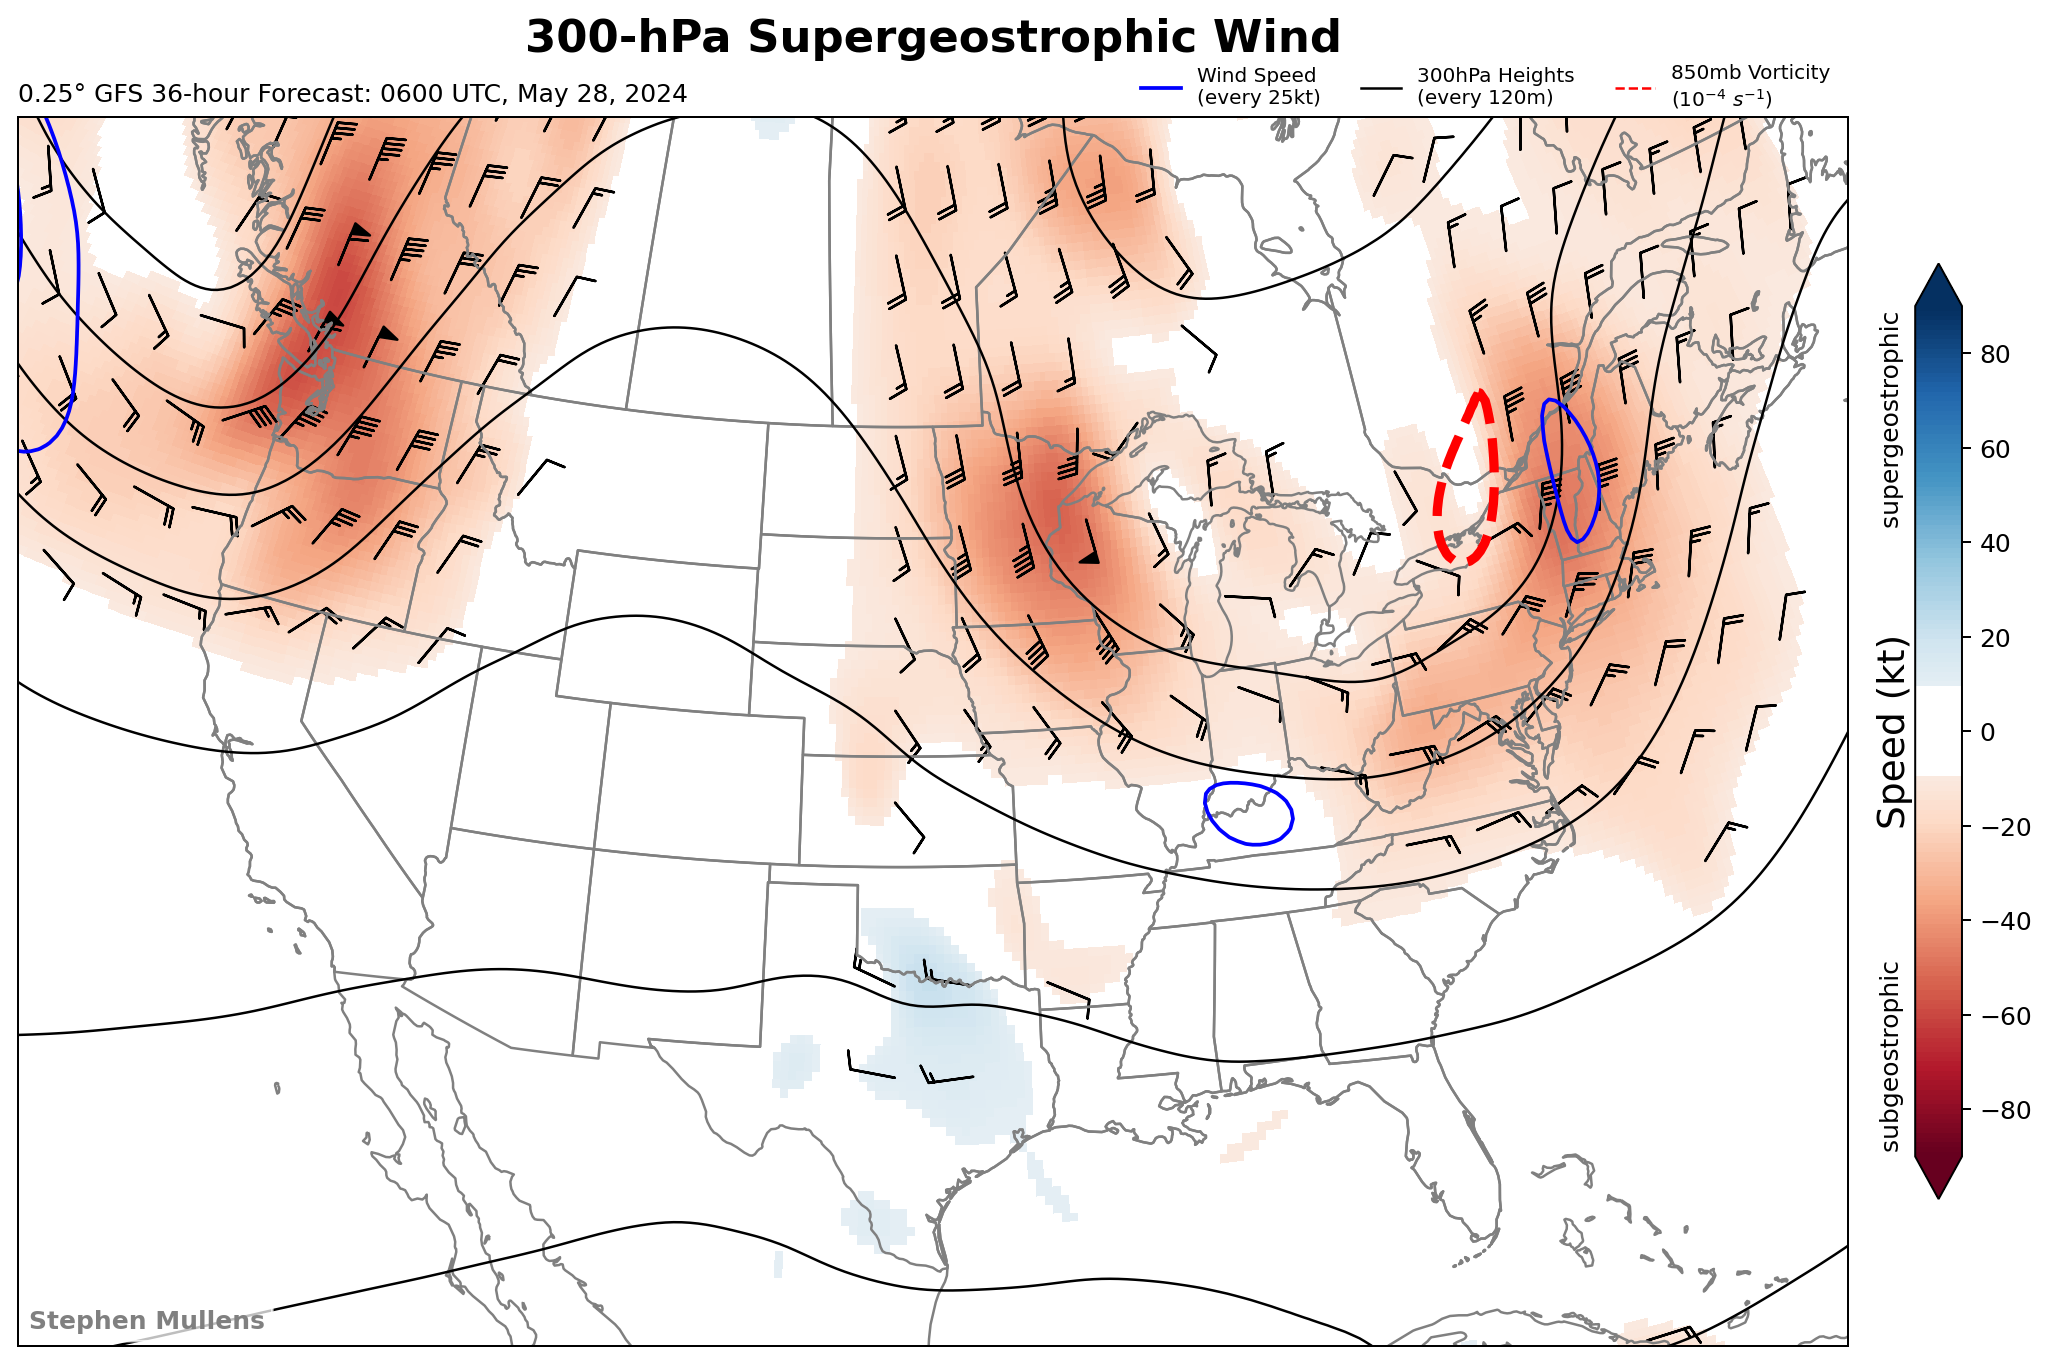 300-hPa Supergeostrophic Wind
0.25° GFS 36-hour Forecast: 0600 UTC, May 28, 2024
Wind Speed
(every 25kt)
300hPa Heights
(every 120m)
850mb Vorticity
(10⁻⁴ s⁻¹)
supergeostrophic
Speed (kt)
subgeostrophic
80
60
40
20
0
−20
−40
−60
−80
Stephen Mullens